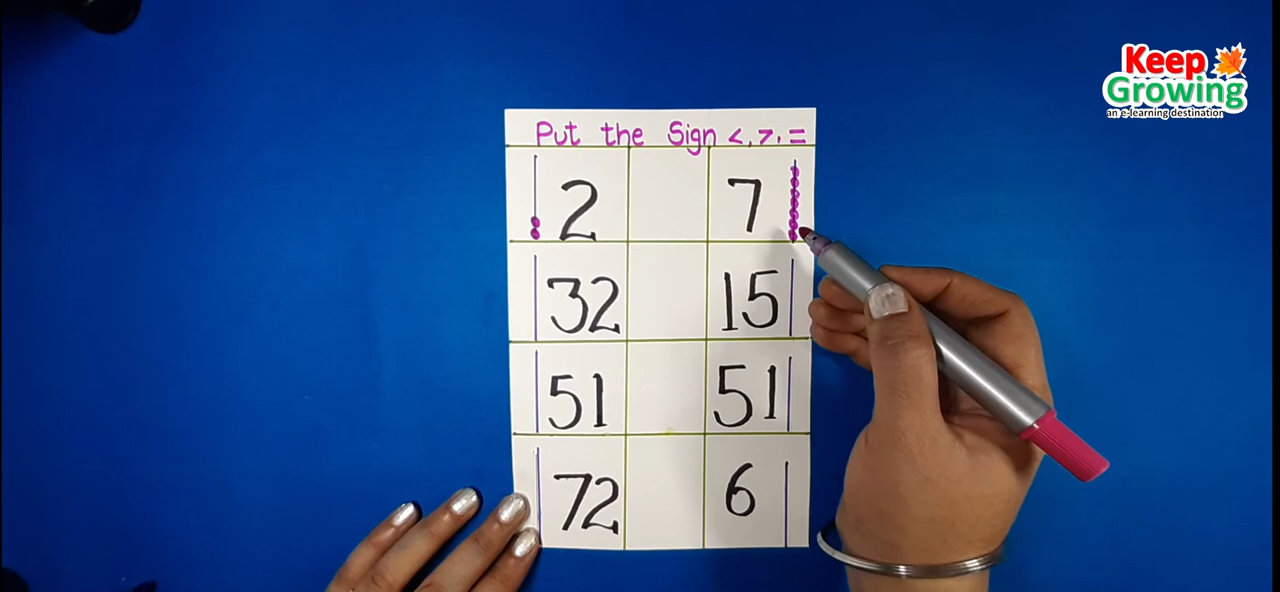 Keep
Growing
an e-learning destination
Put the Sign <, >, =
2 7
32 15
51 51
72 6